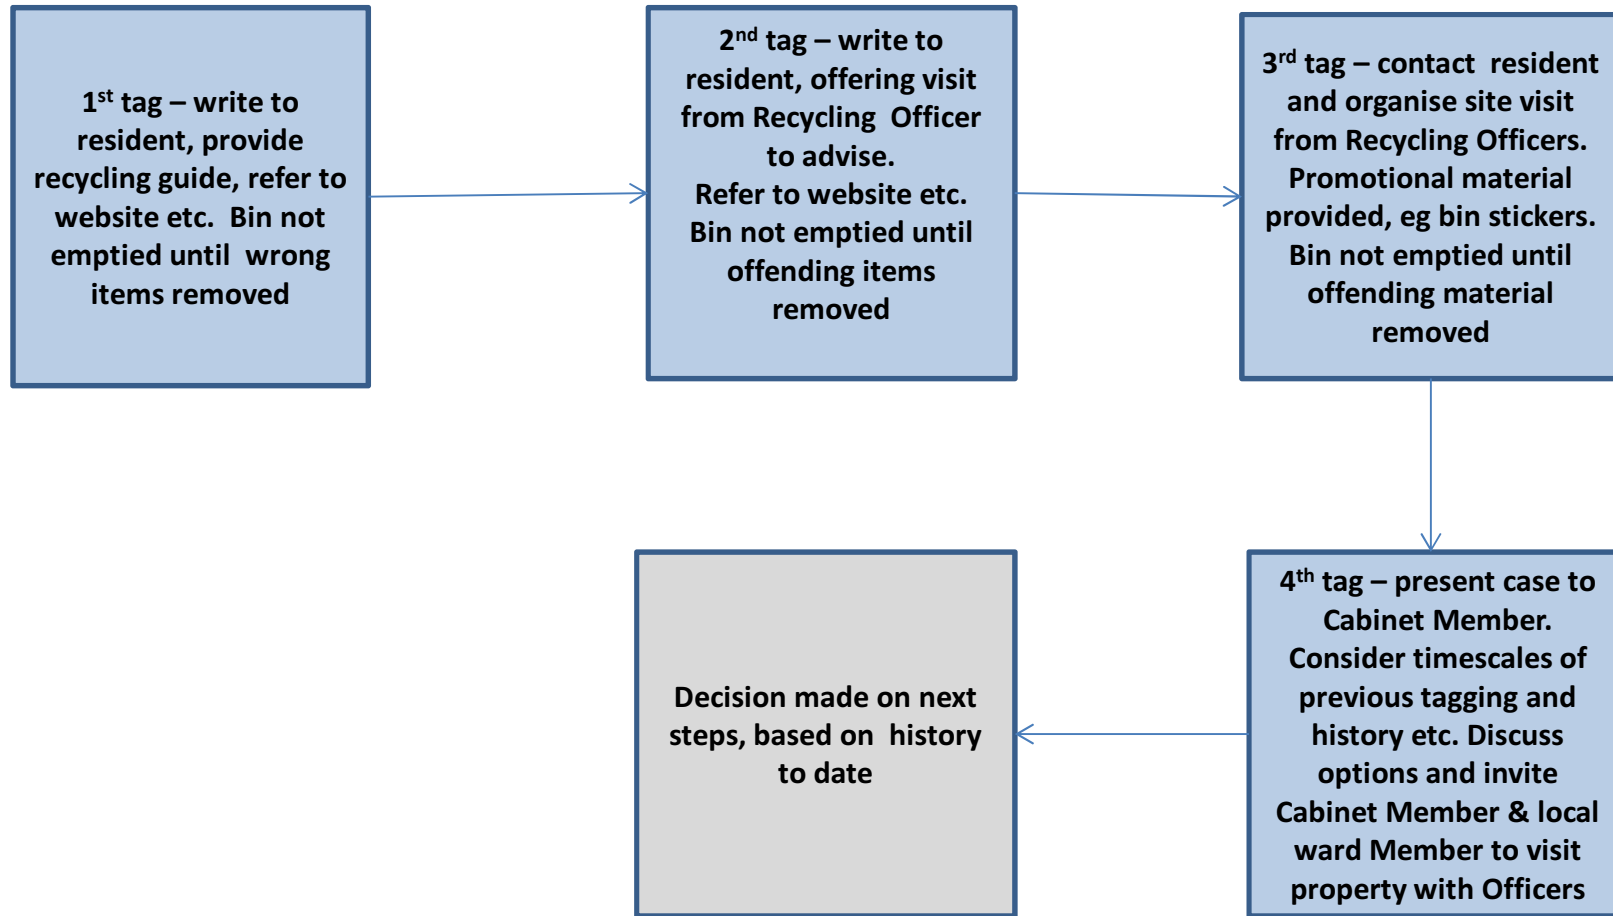 1st tag – write to
resident, provide
recycling guide, refer to
website etc. Bin not
emptied until wrong
items removed
2nd tag – write to
resident, offering visit
from Recycling Officer
to advise.
Refer to website etc.
Bin not emptied until
offending items
removed
3rd tag – contact resident
and organise site visit
from Recycling Officers.
Promotional material
provided, eg bin stickers.
Bin not emptied until
offending material
removed
4th tag – present case to
Cabinet Member.
Consider timescales of
previous tagging and
history etc. Discuss
options and invite
Cabinet Member & local
ward Member to visit
property with Officers
Decision made on next
steps, based on history
to date